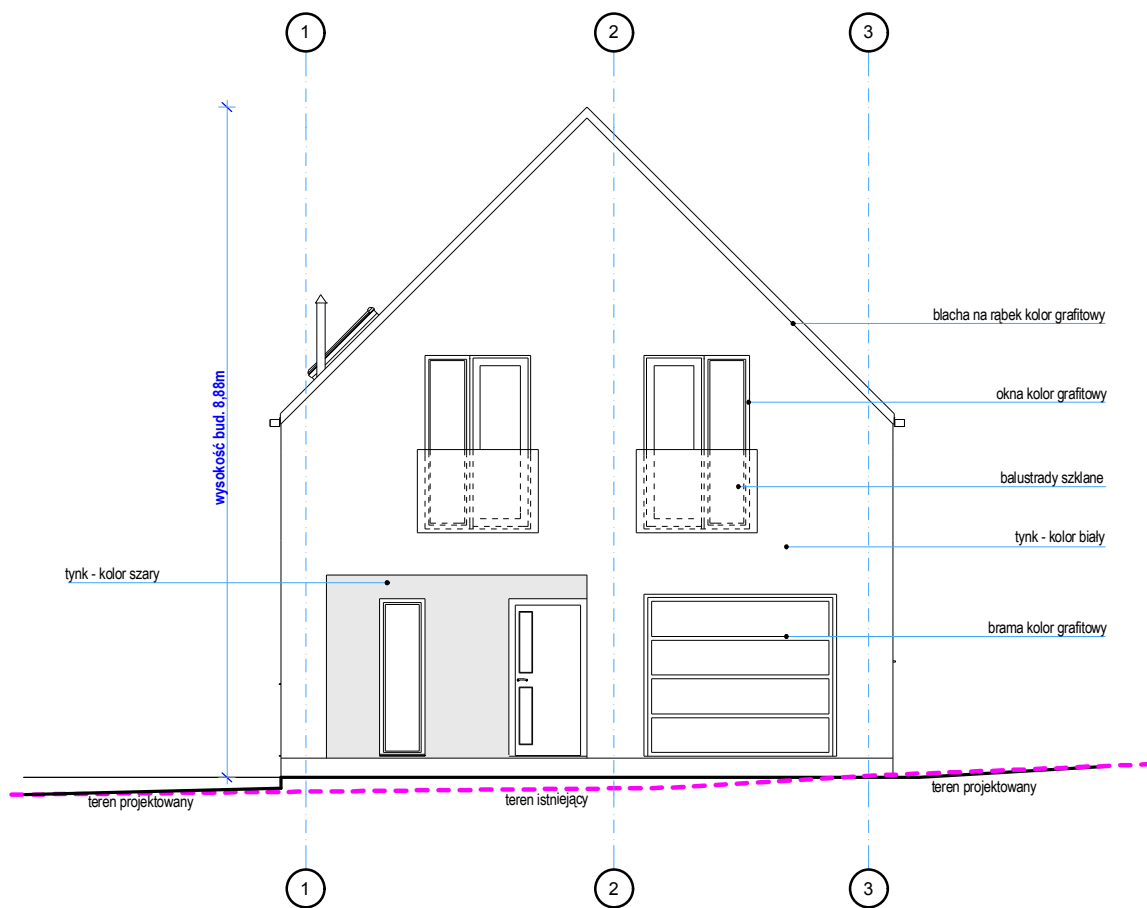 1
2
3
blacha na rąbek kolor grafitowy
okna kolor grafitowy
wysokość bud. 8,88m
balustrady szklane
tynk - kolor biały
tynk - kolor szary
brama kolor grafitowy
teren projektowany
teren istniejący
teren projektowany
1
2
3